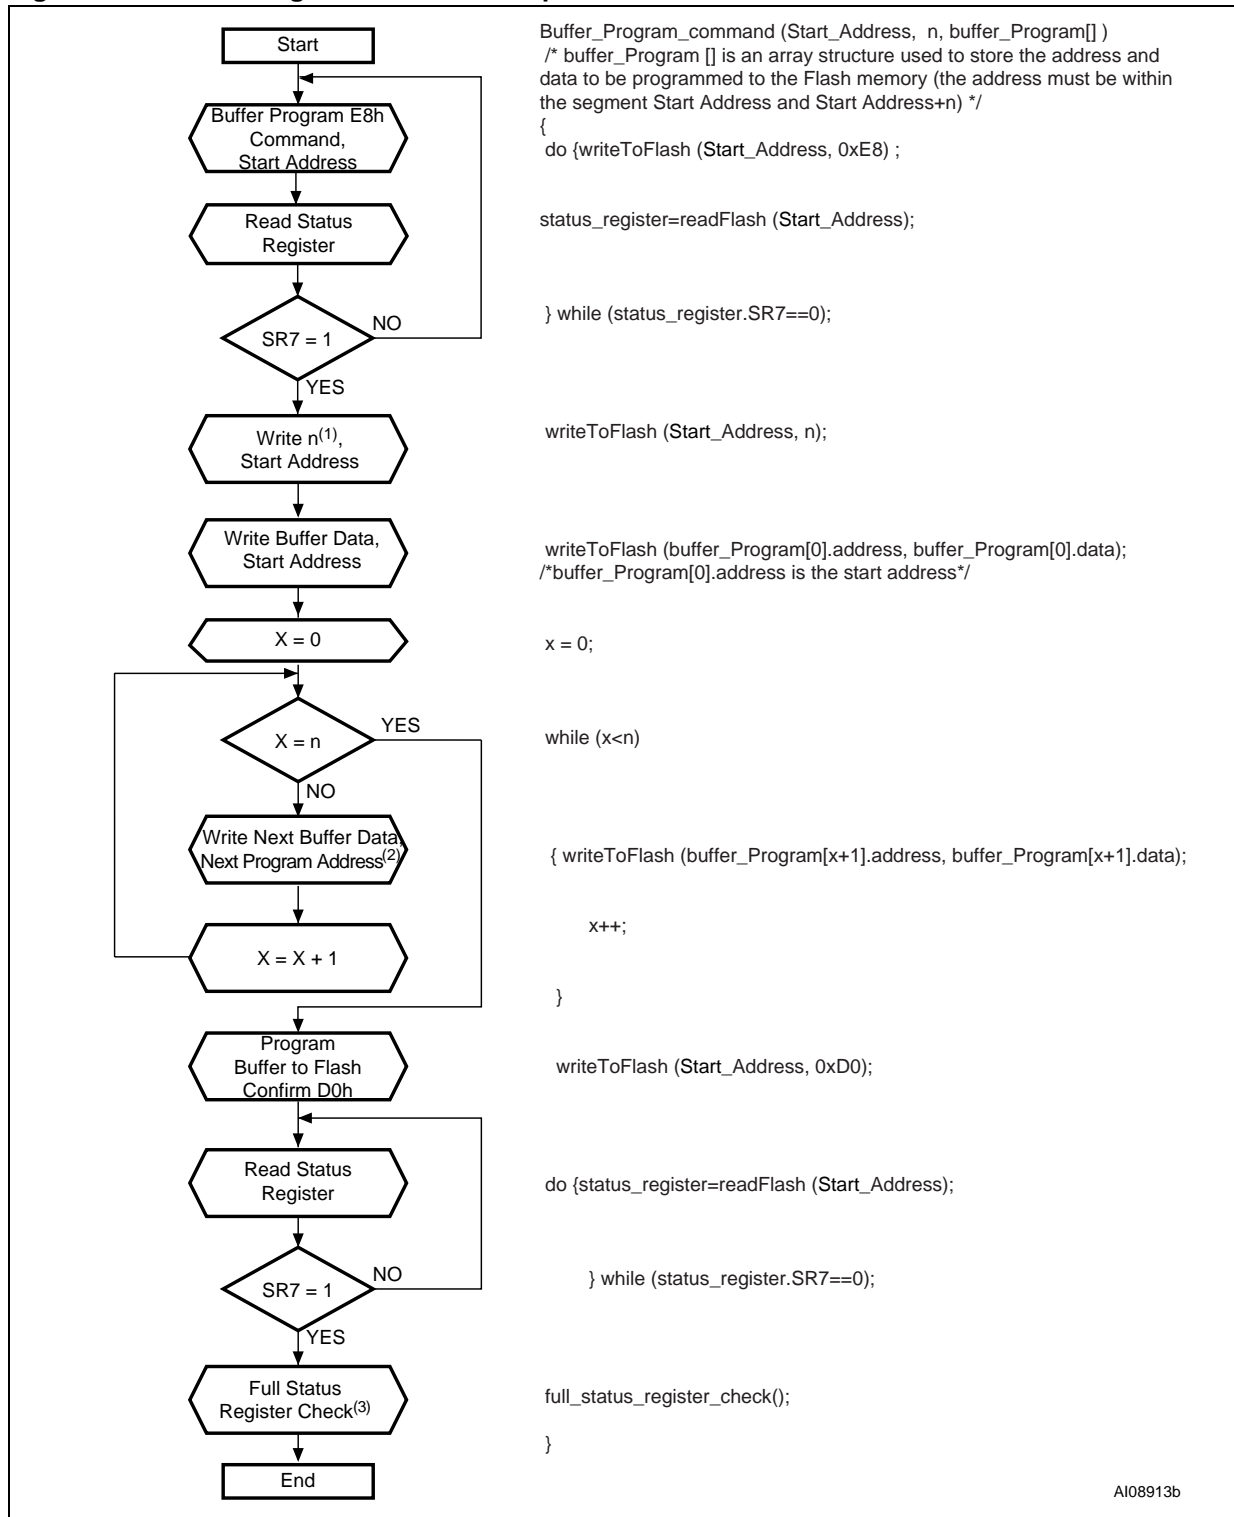 Start
Buffer Program E8h
Command,
Start Address
Read Status
Register
SR7 = 1
NO
YES
Write n(1),
Start Address
Write Buffer Data,
Start Address
X = 0
X = n
YES
NO
Write Next Buffer Data,
Next Program Address(2)
X = X + 1
Program
Buffer to Flash
Confirm D0h
Read Status
Register
SR7 = 1
NO
YES
Full Status
Register Check(3)
End
Buffer_Program_command (Start_Address, n, buffer_Program[] )
/* buffer_Program [] is an array structure used to store the address and
data to be programmed to the Flash memory (the address must be within
the segment Start Address and Start Address+n) */
{
do {writeToFlash (Start_Address, 0xE8) ;
status_register=readFlash (Start_Address);
} while (status_register.SR7==0);
writeToFlash (Start_Address, n);
writeToFlash (buffer_Program[0].address, buffer_Program[0].data);
/*buffer_Program[0].address is the start address*/
x = 0;
while (x<n)
{ writeToFlash (buffer_Program[x+1].address, buffer_Program[x+1].data);
x++;
}
writeToFlash (Start_Address, 0xD0);
do {status_register=readFlash (Start_Address);
} while (status_register.SR7==0);
full_status_register_check();
}
AI08913b